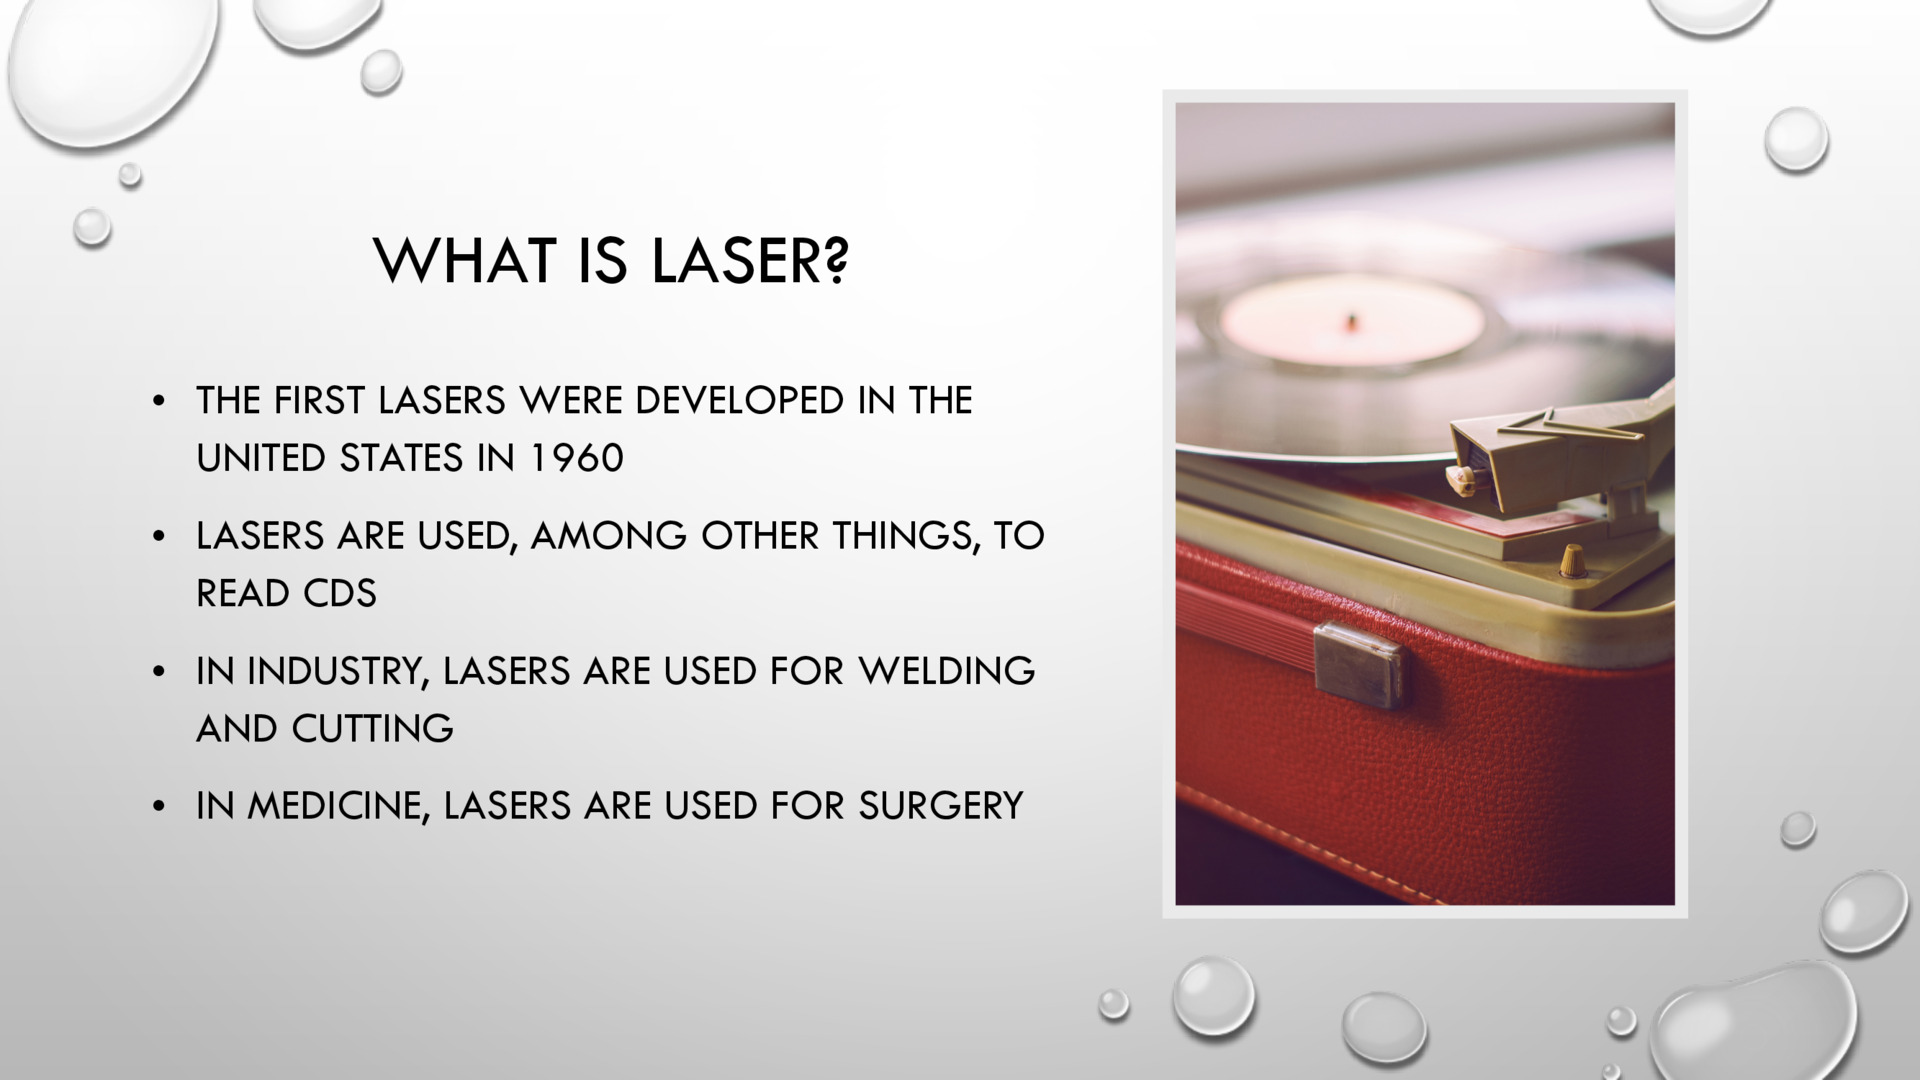 WHAT IS LASER?
• THE FIRST LASERS WERE DEVELOPED IN THE
UNITED STATES IN 1960
• LASERS ARE USED, AMONG OTHER THINGS, TO
READ CDS
• IN INDUSTRY, LASERS ARE USED FOR WELDING
AND CUTTING
• IN MEDICINE, LASERS ARE USED FOR SURGERY